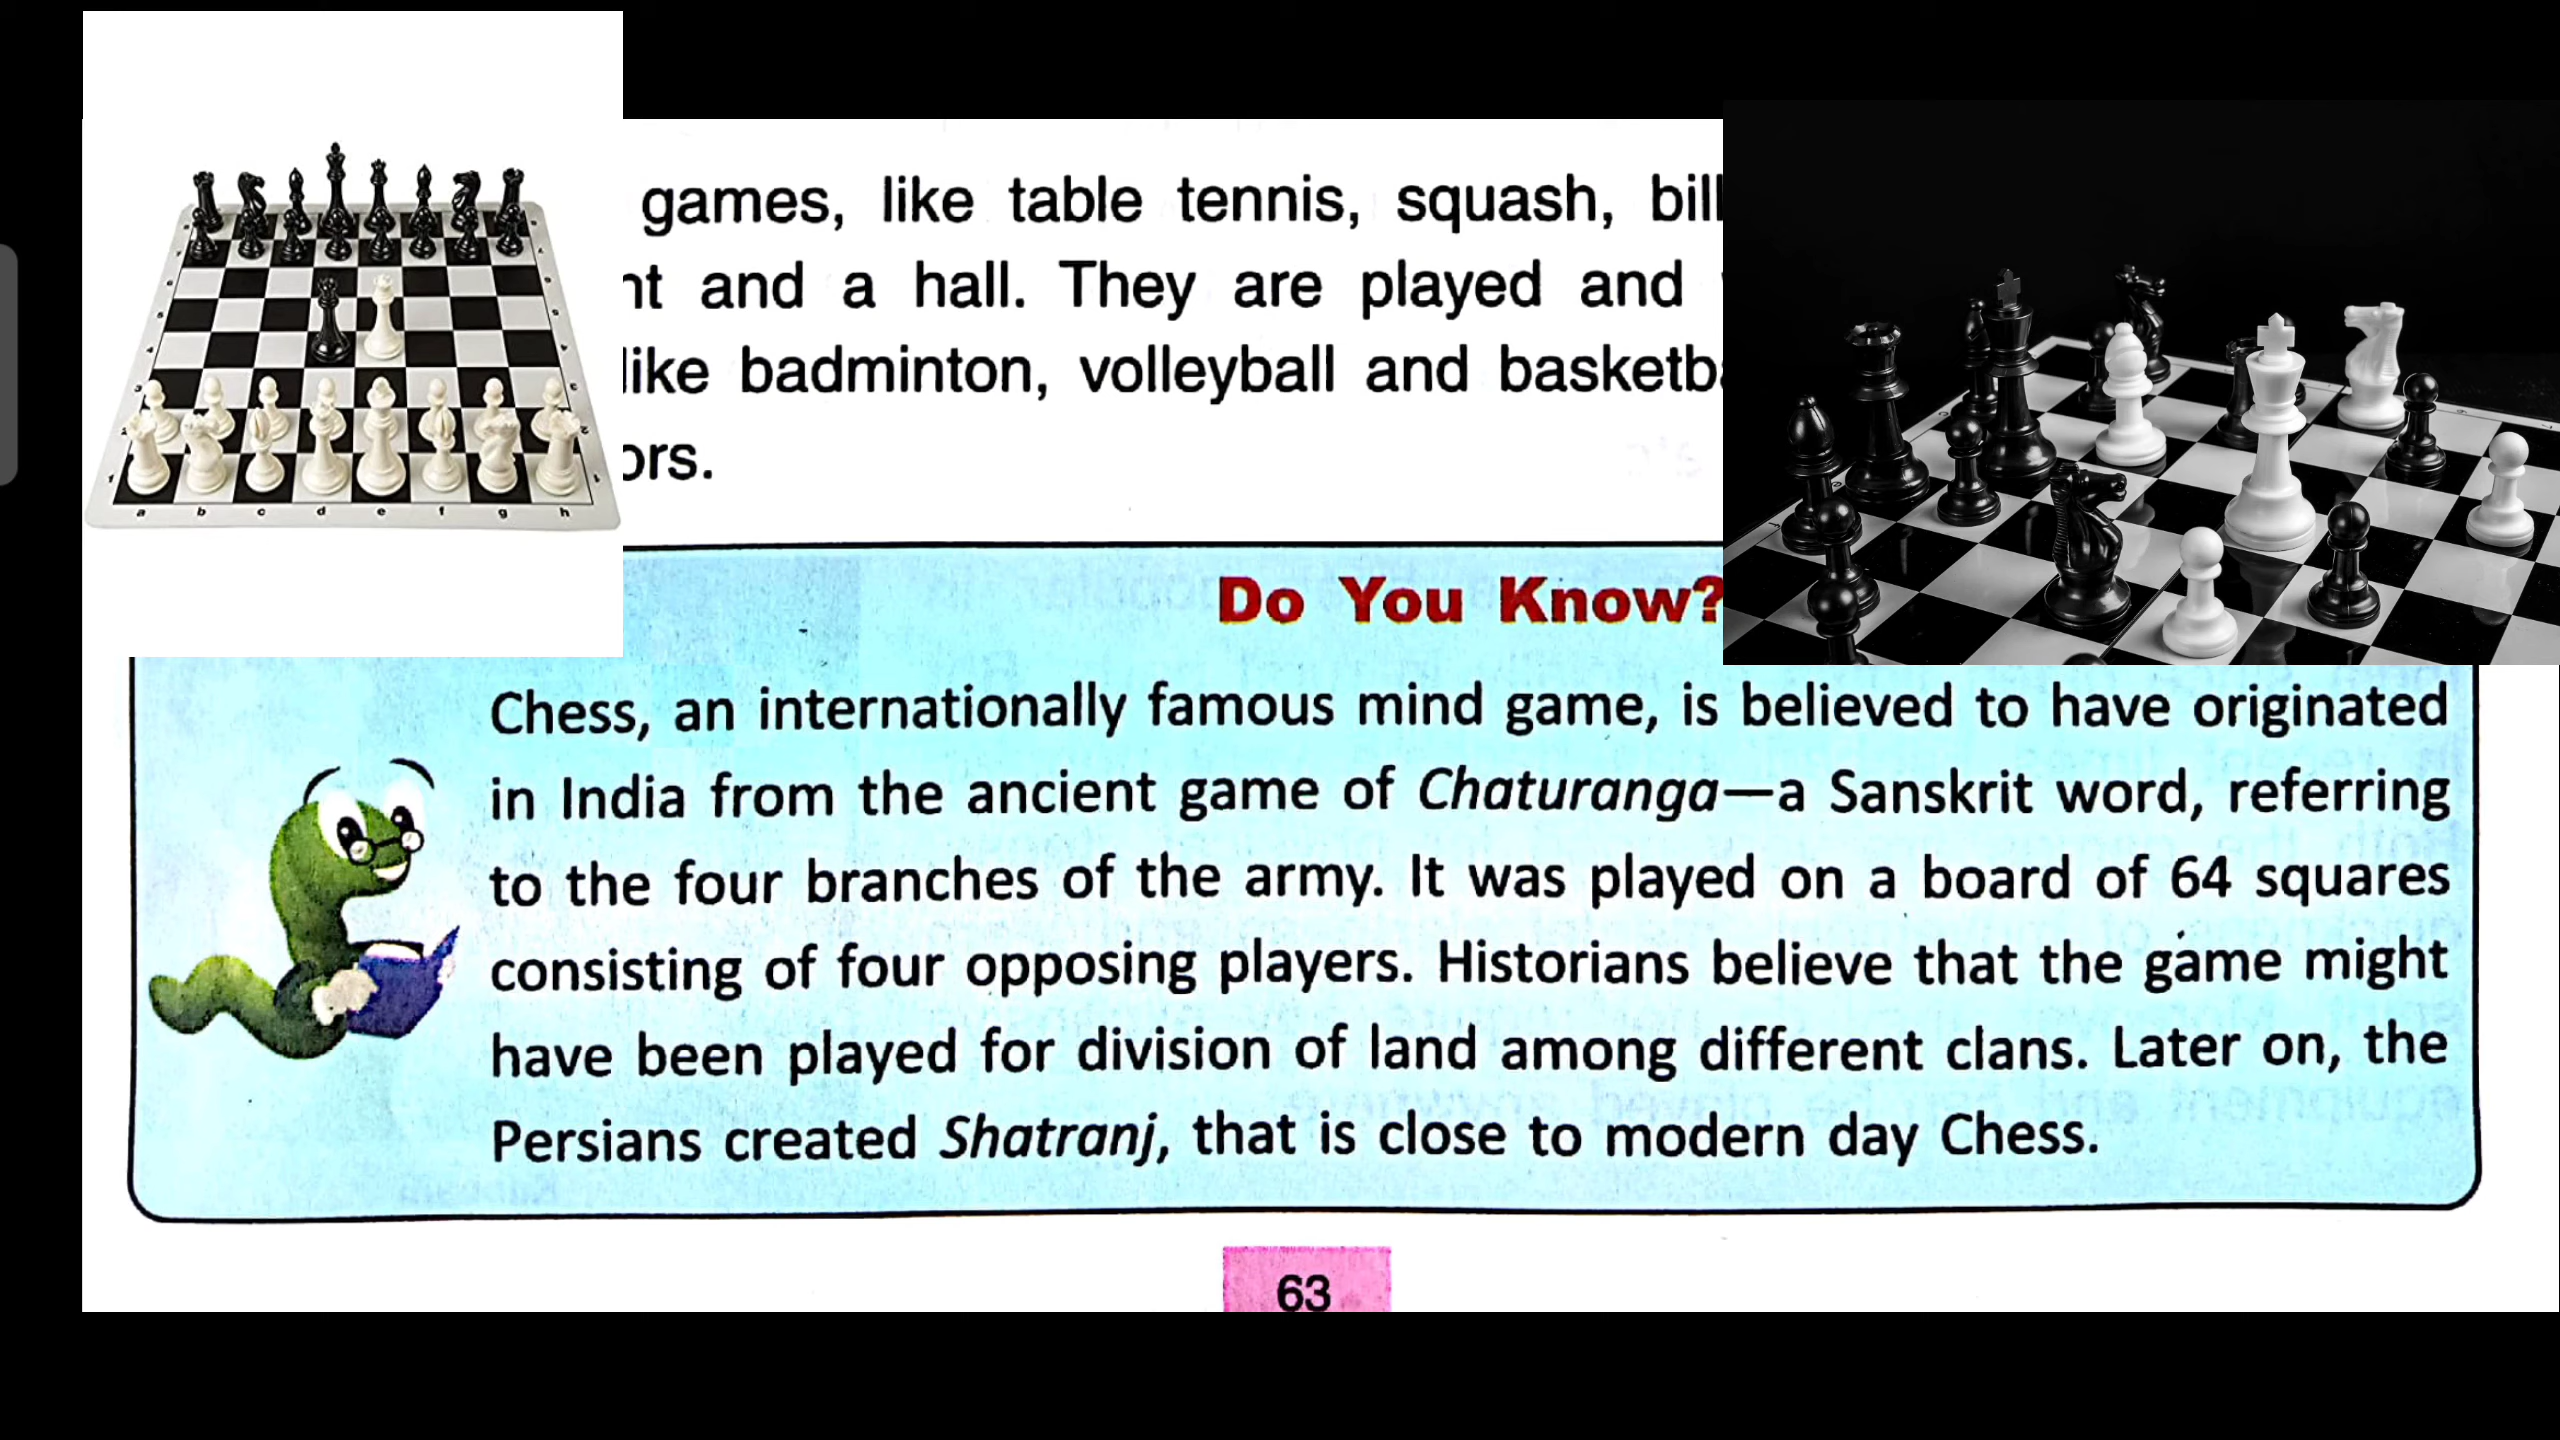 games, like table tennis, squash,
and a hall. They are played and
like badminton, volleyball and
Do You Know?
Chess, an internationally famous mind game, is believed to have originated
in India from the ancient game of Chaturanga—a Sanskrit word, referring
to the four branches of the army. It was played on a board of 64 squares
consisting of four opposing players. Historians believe that the game might
have been played for division of land among different clans. Later on, the
Persians created Shatranj, that is close to modern day Chess.
63
a b c d e f g h